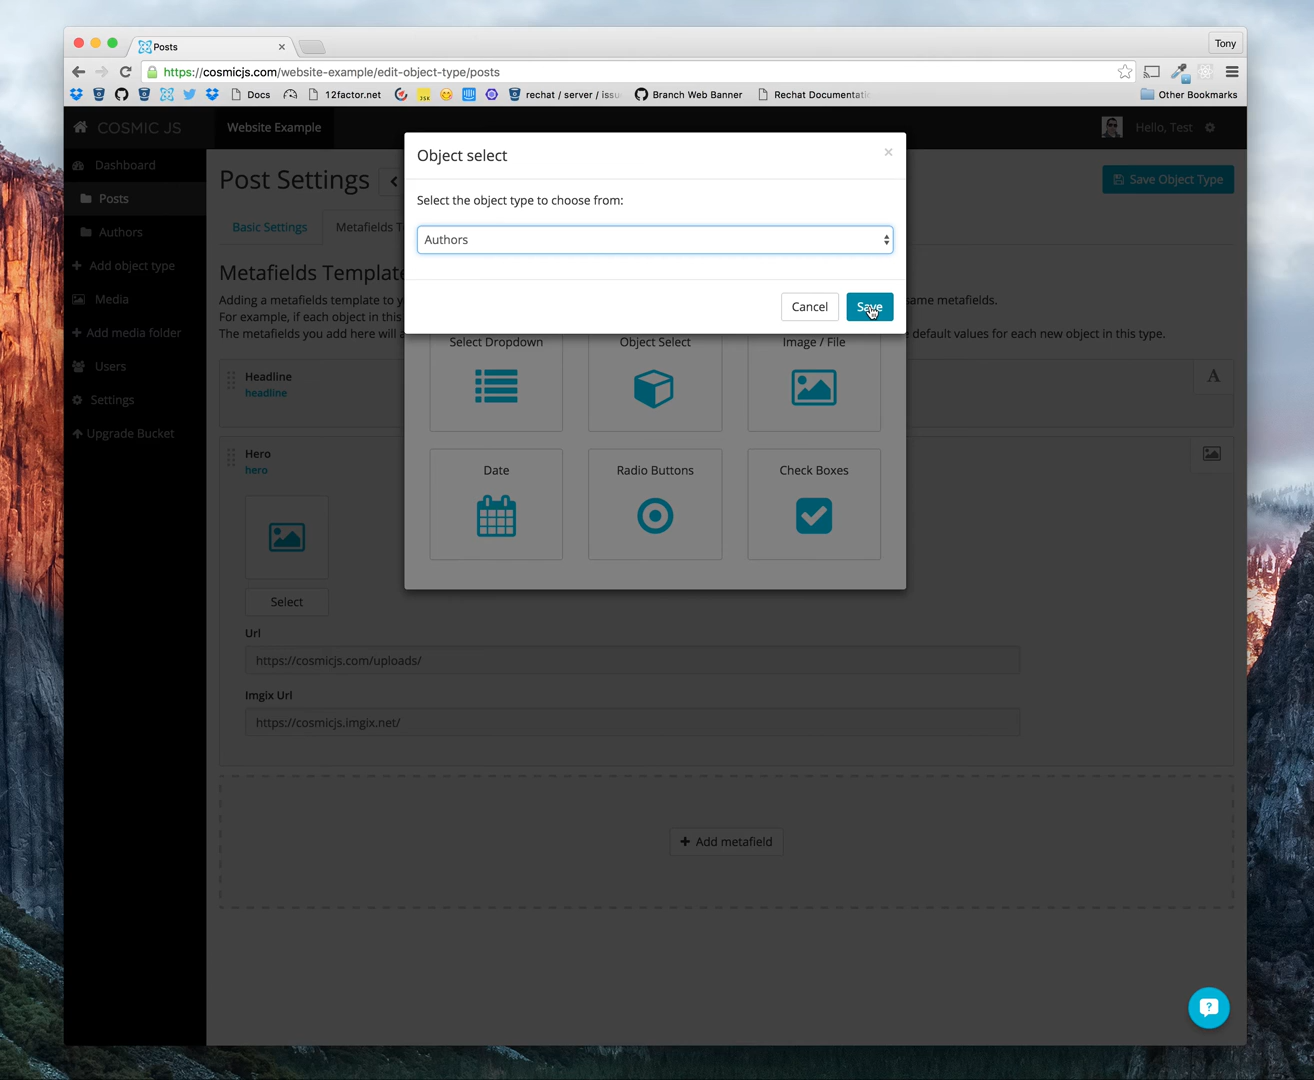 Posts
Tony
https://cosmicjs.com/website-example/edit-object-type/posts
Docs
12factor.net
JSK
rechat / server / issu
Branch Web Banner
Rechat Documentati
Other Bookmarks
COSMIC JS
Website Example
Hello, Test
Dashboard
Posts
Authors
Add object type
Media
Add media folder
Users
Settings
Upgrade Bucket
Post Settings
Save Object Type
Basic Settings
Metafields T
Metafields Template
Adding a metafields template to y
same metafields.
For example, if each object in this
The metafields you add here will a
default values for each new object in this type.
Object select
Select the object type to choose from:
Authors
Cancel
Save
Select Dropdown
Object Select
Image / File
Date
Radio Buttons
Check Boxes
Headline
headline
A
Hero
hero
Select
Url
https://cosmicjs.com/uploads/
Imgix Url
https://cosmicjs.imgix.net/
Add metafield